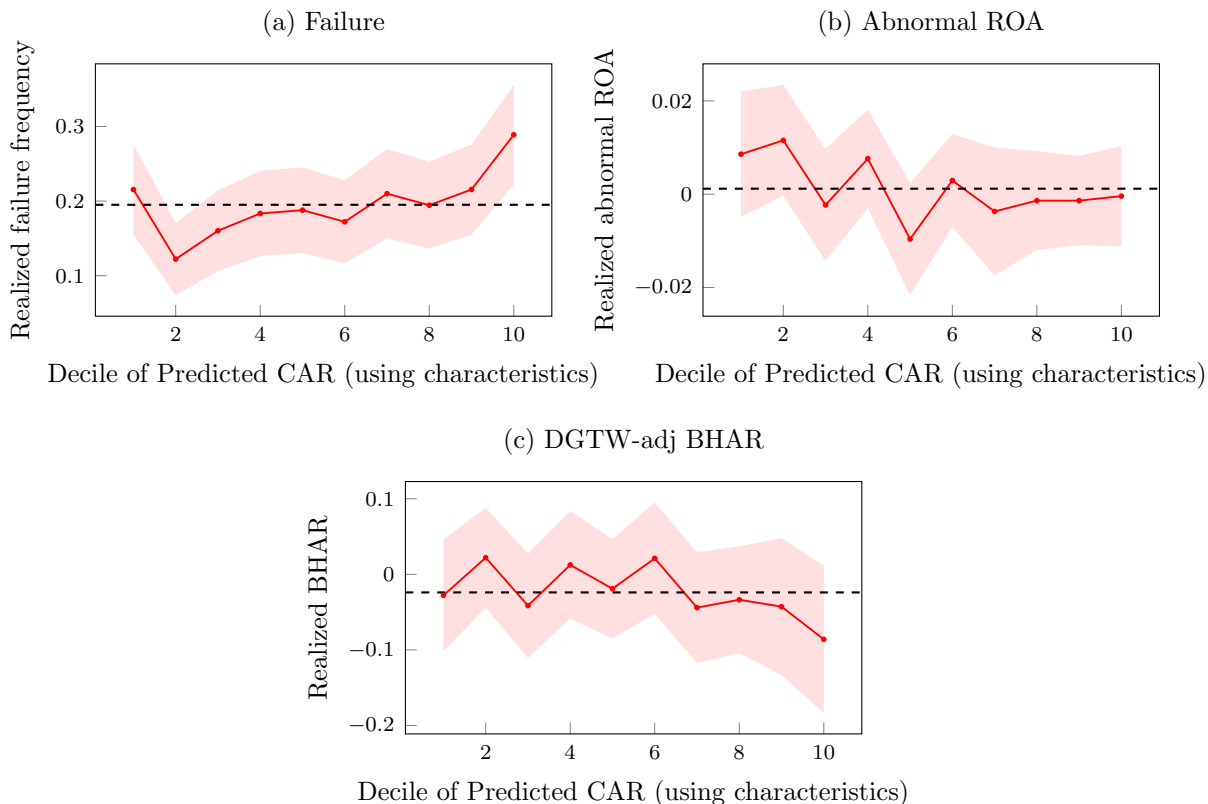 (a) Failure
Realized failure frequency
0.3
0.2
0.1
2 4 6 8 10
Decile of Predicted CAR (using characteristics)
(b) Abnormal ROA
Realized abnormal ROA
0.02
0
−0.02
2 4 6 8 10
Decile of Predicted CAR (using characteristics)
(c) DGTW-adj BHAR
Realized BHAR
0.1
0
−0.1
−0.2
2 4 6 8 10
Decile of Predicted CAR (using characteristics)